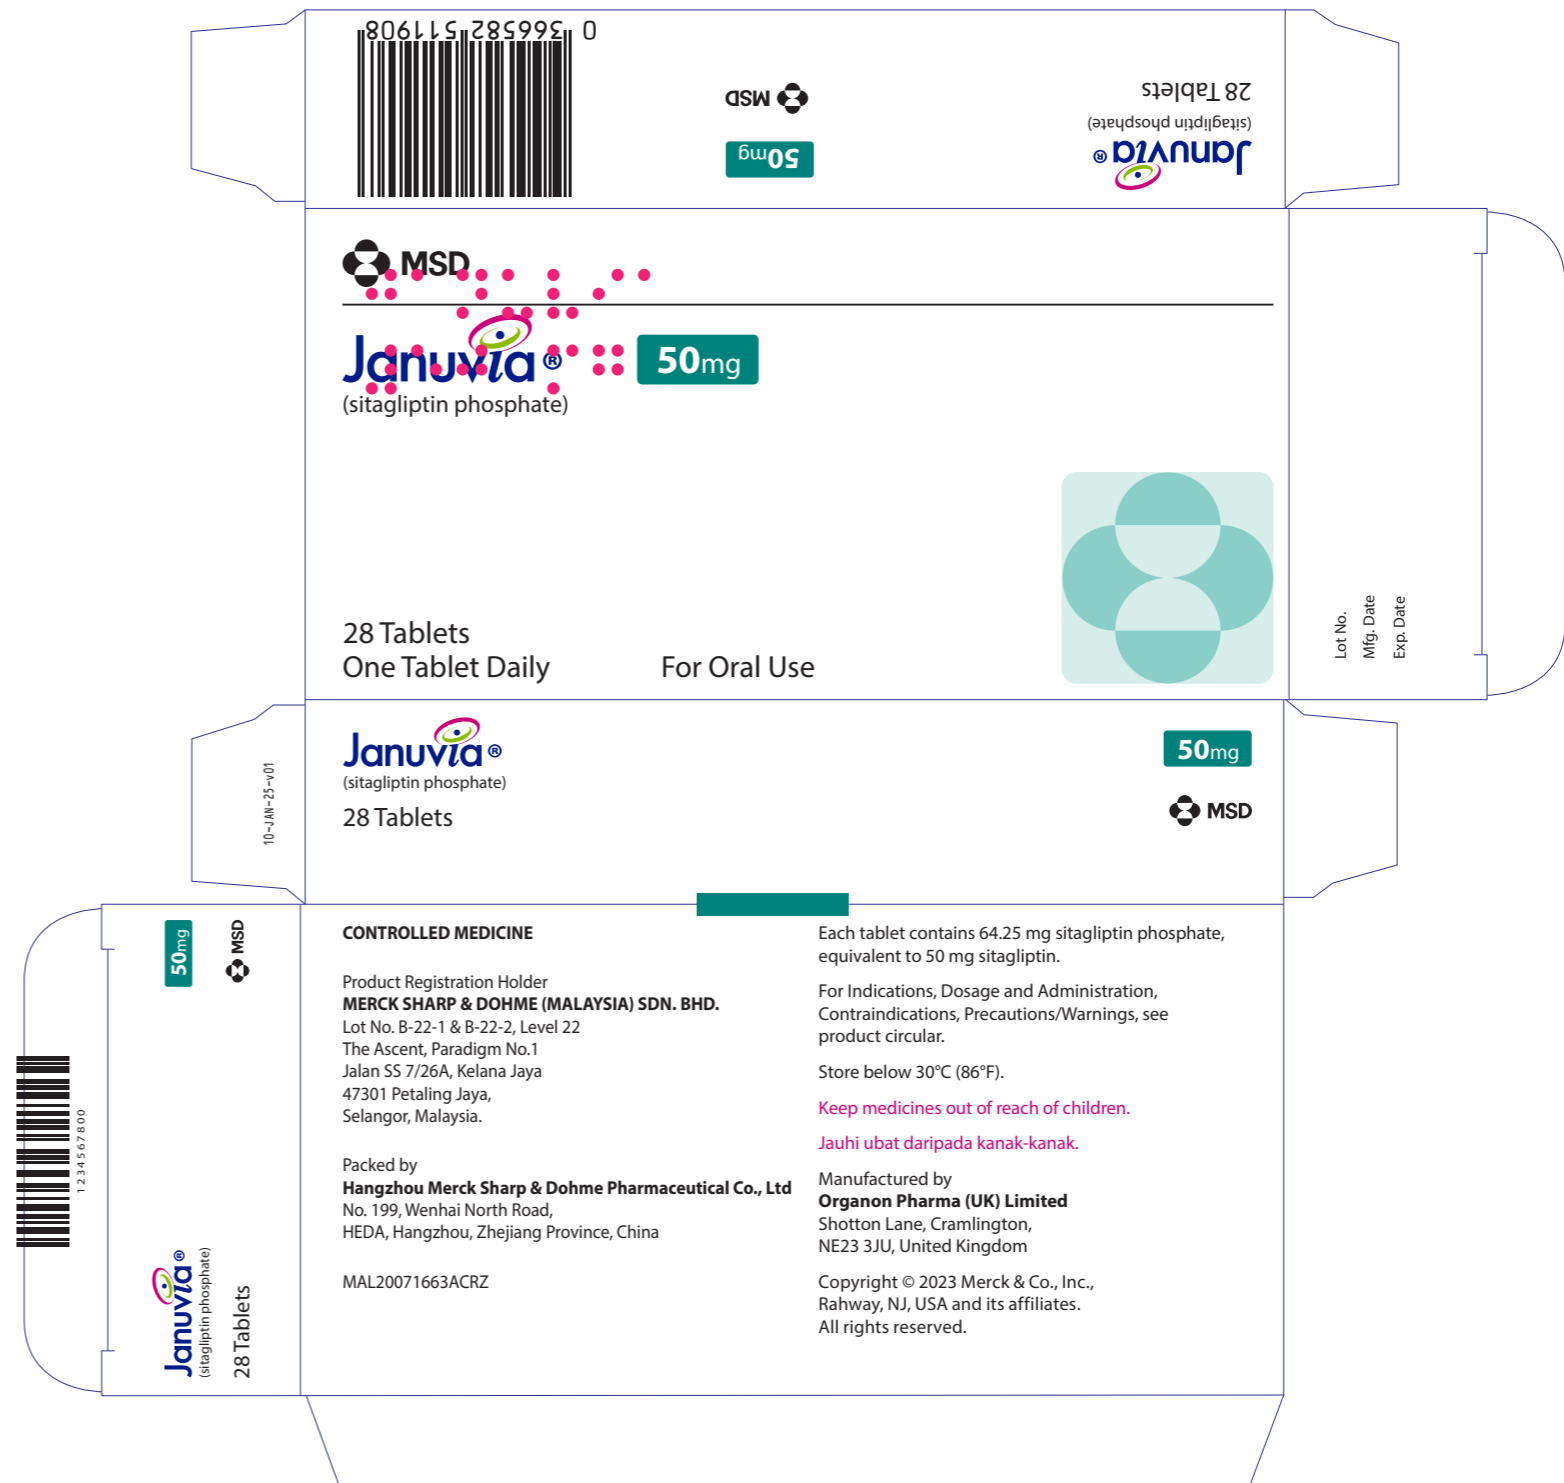 0 366582 511908
MSD
50mg
28 Tablets
(sitagliptin phosphate)
Januvia®
MSD
Januvia®
50mg
(sitagliptin phosphate)
28 Tablets
One Tablet Daily
For Oral Use
Lot No.
Mfg. Date
Exp. Date
10-JAN-25-v01
Januvia®
(sitagliptin phosphate)
28 Tablets
50mg
MSD
50mg
MSD
1234567800
Januvia®
(sitagliptin phosphate)
28 Tablets
CONTROLLED MEDICINE
Product Registration Holder
MERCK SHARP & DOHME (MALAYSIA) SDN. BHD.
Lot No. B-22-1 & B-22-2, Level 22
The Ascent, Paradigm No.1
Jalan SS 7/26A, Kelana Jaya
47301 Petaling Jaya,
Selangor, Malaysia.
Packed by
Hangzhou Merck Sharp & Dohme Pharmaceutical Co., Ltd
No. 199, Wenhai North Road,
HEDA, Hangzhou, Zhejiang Province, China
MAL20071663ACRZ
Each tablet contains 64.25 mg sitagliptin phosphate,
equivalent to 50 mg sitagliptin.
For Indications, Dosage and Administration,
Contraindications, Precautions/Warnings, see
product circular.
Store below 30°C (86°F).
Keep medicines out of reach of children.
Jauhi ubat daripada kanak-kanak.
Manufactured by
Organon Pharma (UK) Limited
Shotton Lane, Cramlington,
NE23 3JU, United Kingdom
Copyright © 2023 Merck & Co., Inc.,
Rahway, NJ, USA and its affiliates.
All rights reserved.